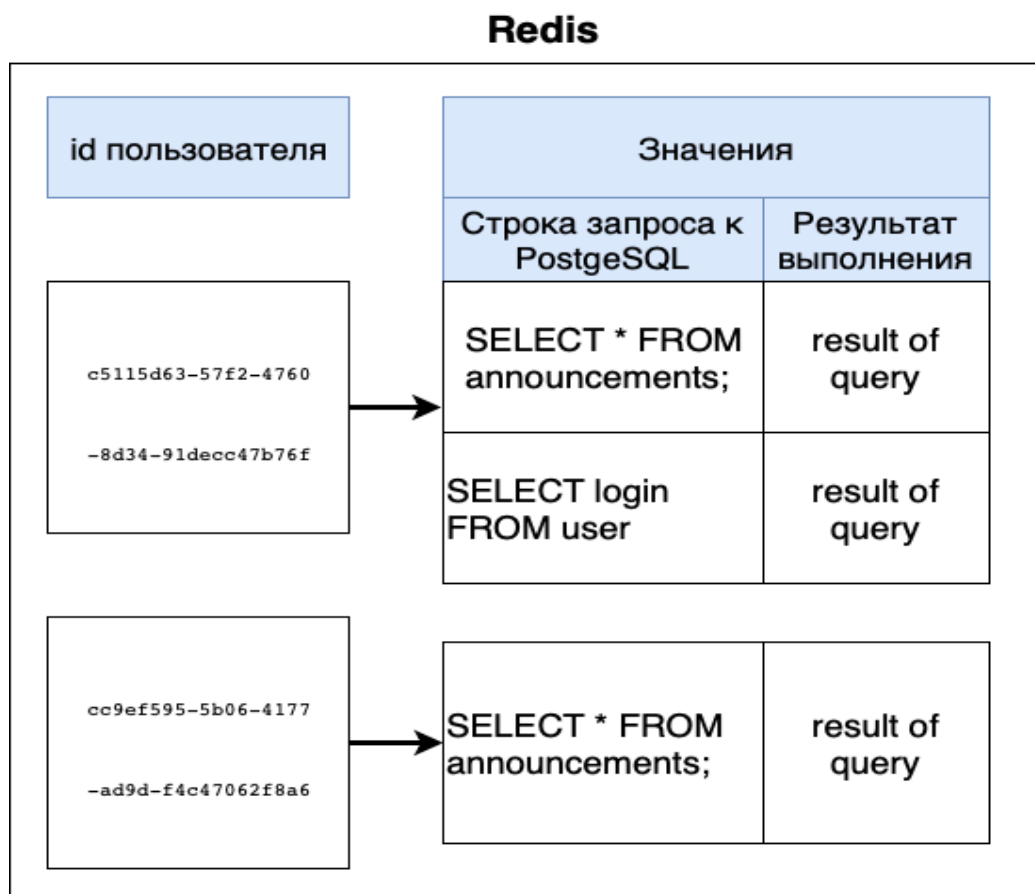 Redis
id пользователя
Значения
Строка запроса к
PostgeSQL
Результат
выполнения
c5115d63-57f2-4760
-8d34-91decc47b76f
SELECT * FROM
announcements;
result of
query
SELECT login
FROM user
result of
query
cc9ef595-5b06-4177
-ad9d-f4c47062f8a6
SELECT * FROM
announcements;
result of
query